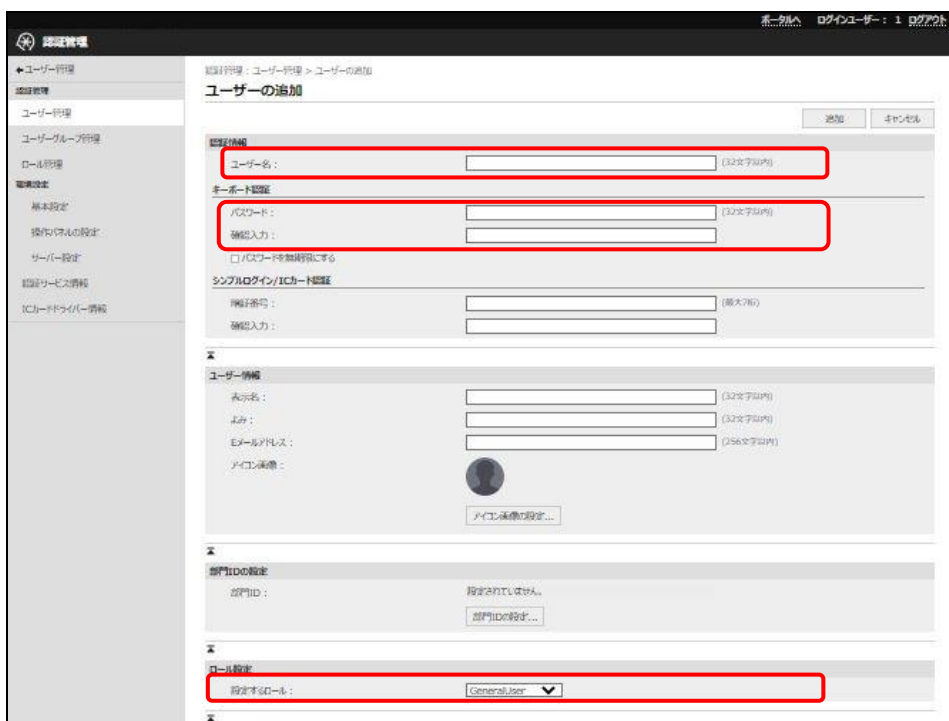 ポータルへ ログインユーザー： 1 ログアウト
認証管理
ユーザー管理
認証管理
ユーザー管理
ユーザーグループ管理
ロール管理
環境設定
基本設定
操作パネルの設定
サーバー設定
認証サービス情報
ICカードドライバー情報
認証管理 : ユーザー管理 > ユーザーの追加
ユーザーの追加
追加 キャンセル
認証情報
ユーザー名 : (32文字以内)
キーボード認証
パスワード : (32文字以内)
確認入力 :
パスワードを無期限にする
シンプルログイン/ICカード認証
暗証番号 : (最大7桁)
確認入力 :
ユーザー情報
表示名 : (32文字以内)
よみ : (32文字以内)
Eメールアドレス : (256文字以内)
アイコン画像 :
アイコン画像の設定...
部門IDの設定
部門ID : 設定されていません。
部門IDの設定...
ロール設定
設定するロール : GeneralUser